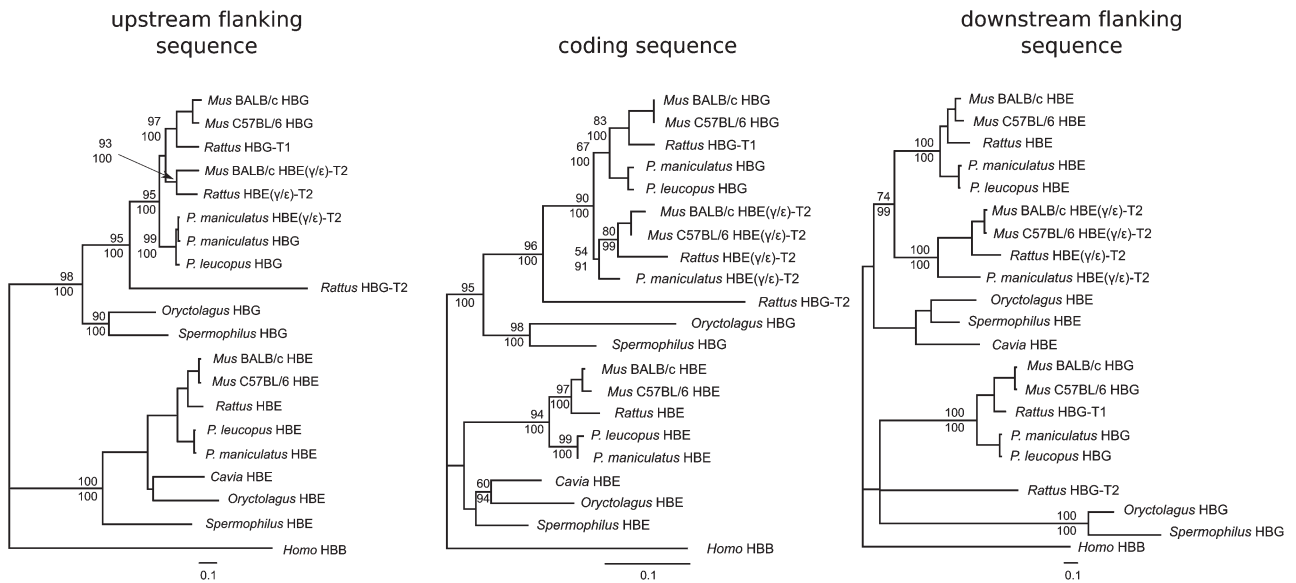 upstream flanking
sequence
97
100
93
100
95
100
99
100
95
100
98
100
90
100
100
100
Mus BALB/c HBG
Mus C57BL/6 HBG
Rattus HBG-T1
Mus BALB/c HBE(γ/ε)-T2
Rattus HBE(γ/ε)-T2
P. maniculatus HBE(γ/ε)-T2
P. maniculatus HBG
P. leucopus HBG
Rattus HBG-T2
Oryctolagus HBG
Spermophilus HBG
Mus BALB/c HBE
Mus C57BL/6 HBE
Rattus HBE
P. leucopus HBE
P. maniculatus HBE
Cavia HBE
Oryctolagus HBE
Spermophilus HBE
Homo HBB
0.1
coding sequence
83
100
67
100
90
100
80
99
54
91
96
100
95
100
98
100
97
100
94
100
99
100
60
94
Mus BALB/c HBG
Mus C57BL/6 HBG
Rattus HBG-T1
P. maniculatus HBG
P. leucopus HBG
Mus BALB/c HBE(γ/ε)-T2
Mus C57BL/6 HBE(γ/ε)-T2
Rattus HBE(γ/ε)-T2
P. maniculatus HBE(γ/ε)-T2
Rattus HBG-T2
Oryctolagus HBG
Spermophilus HBG
Mus BALB/c HBE
Mus C57BL/6 HBE
Rattus HBE
P. leucopus HBE
P. maniculatus HBE
Cavia HBE
Oryctolagus HBE
Spermophilus HBE
Homo HBB
0.1
downstream flanking
sequence
100
100
74
99
100
100
100
100
100
100
Mus BALB/c HBE
Mus C57BL/6 HBE
Rattus HBE
P. maniculatus HBE
P. leucopus HBE
Mus BALB/c HBE(γ/ε)-T2
Mus C57BL/6 HBE(γ/ε)-T2
Rattus HBE(γ/ε)-T2
P. maniculatus HBE(γ/ε)-T2
Oryctolagus HBE
Spermophilus HBE
Cavia HBE
Mus BALB/c HBG
Mus C57BL/6 HBG
Rattus HBG-T1
P. maniculatus HBG
P. leucopus HBG
Rattus HBG-T2
Oryctolagus HBG
Spermophilus HBG
Homo HBB
0.1